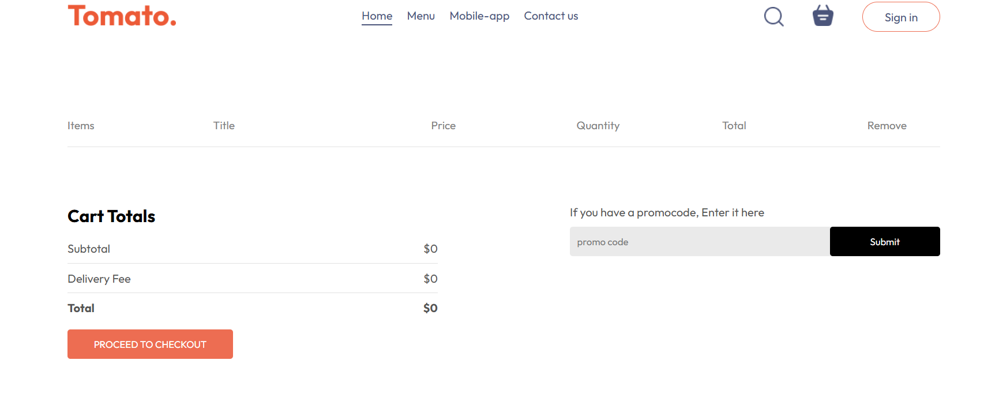 Tomato.
Home Menu Mobile-app Contact us
Sign in
Items Title Price Quantity Total Remove
Cart Totals
Subtotal $0
Delivery Fee $0
Total $0
PROCEED TO CHECKOUT
If you have a promocode, Enter it here
promo code
Submit